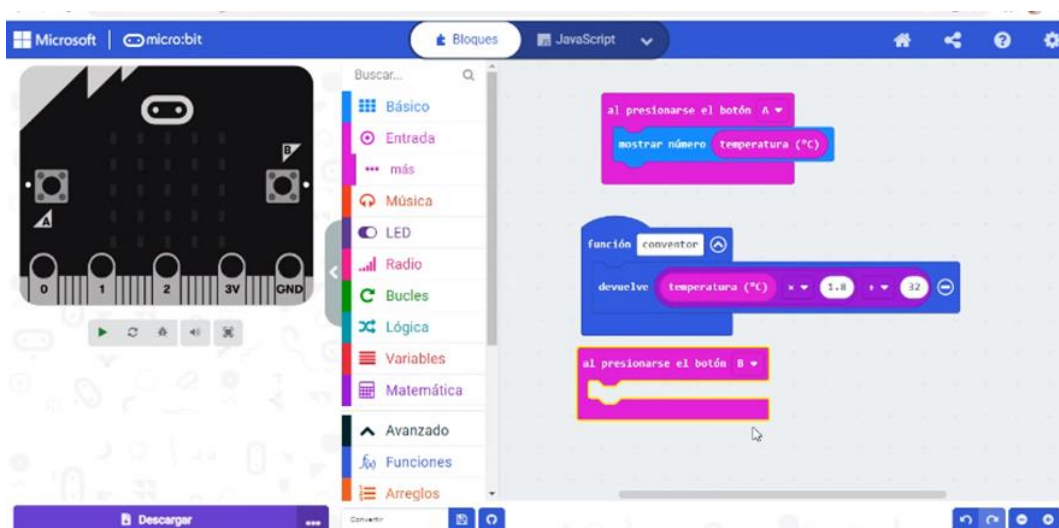 Microsoft
micro:bit
Bloques
JavaScript
B
A
0 1 2 3V GND
Descargar
Buscar...
Básico
Entrada
más
Música
LED
Radio
Bucles
Lógica
Variables
Matemática
Avanzado
Funciones
Arreglos
Convertir
al presionarse el botón A
mostrar número temperatura (°C)
función conventor
devuelve temperatura (°C) × 1.8 + 32
al presionarse el botón B